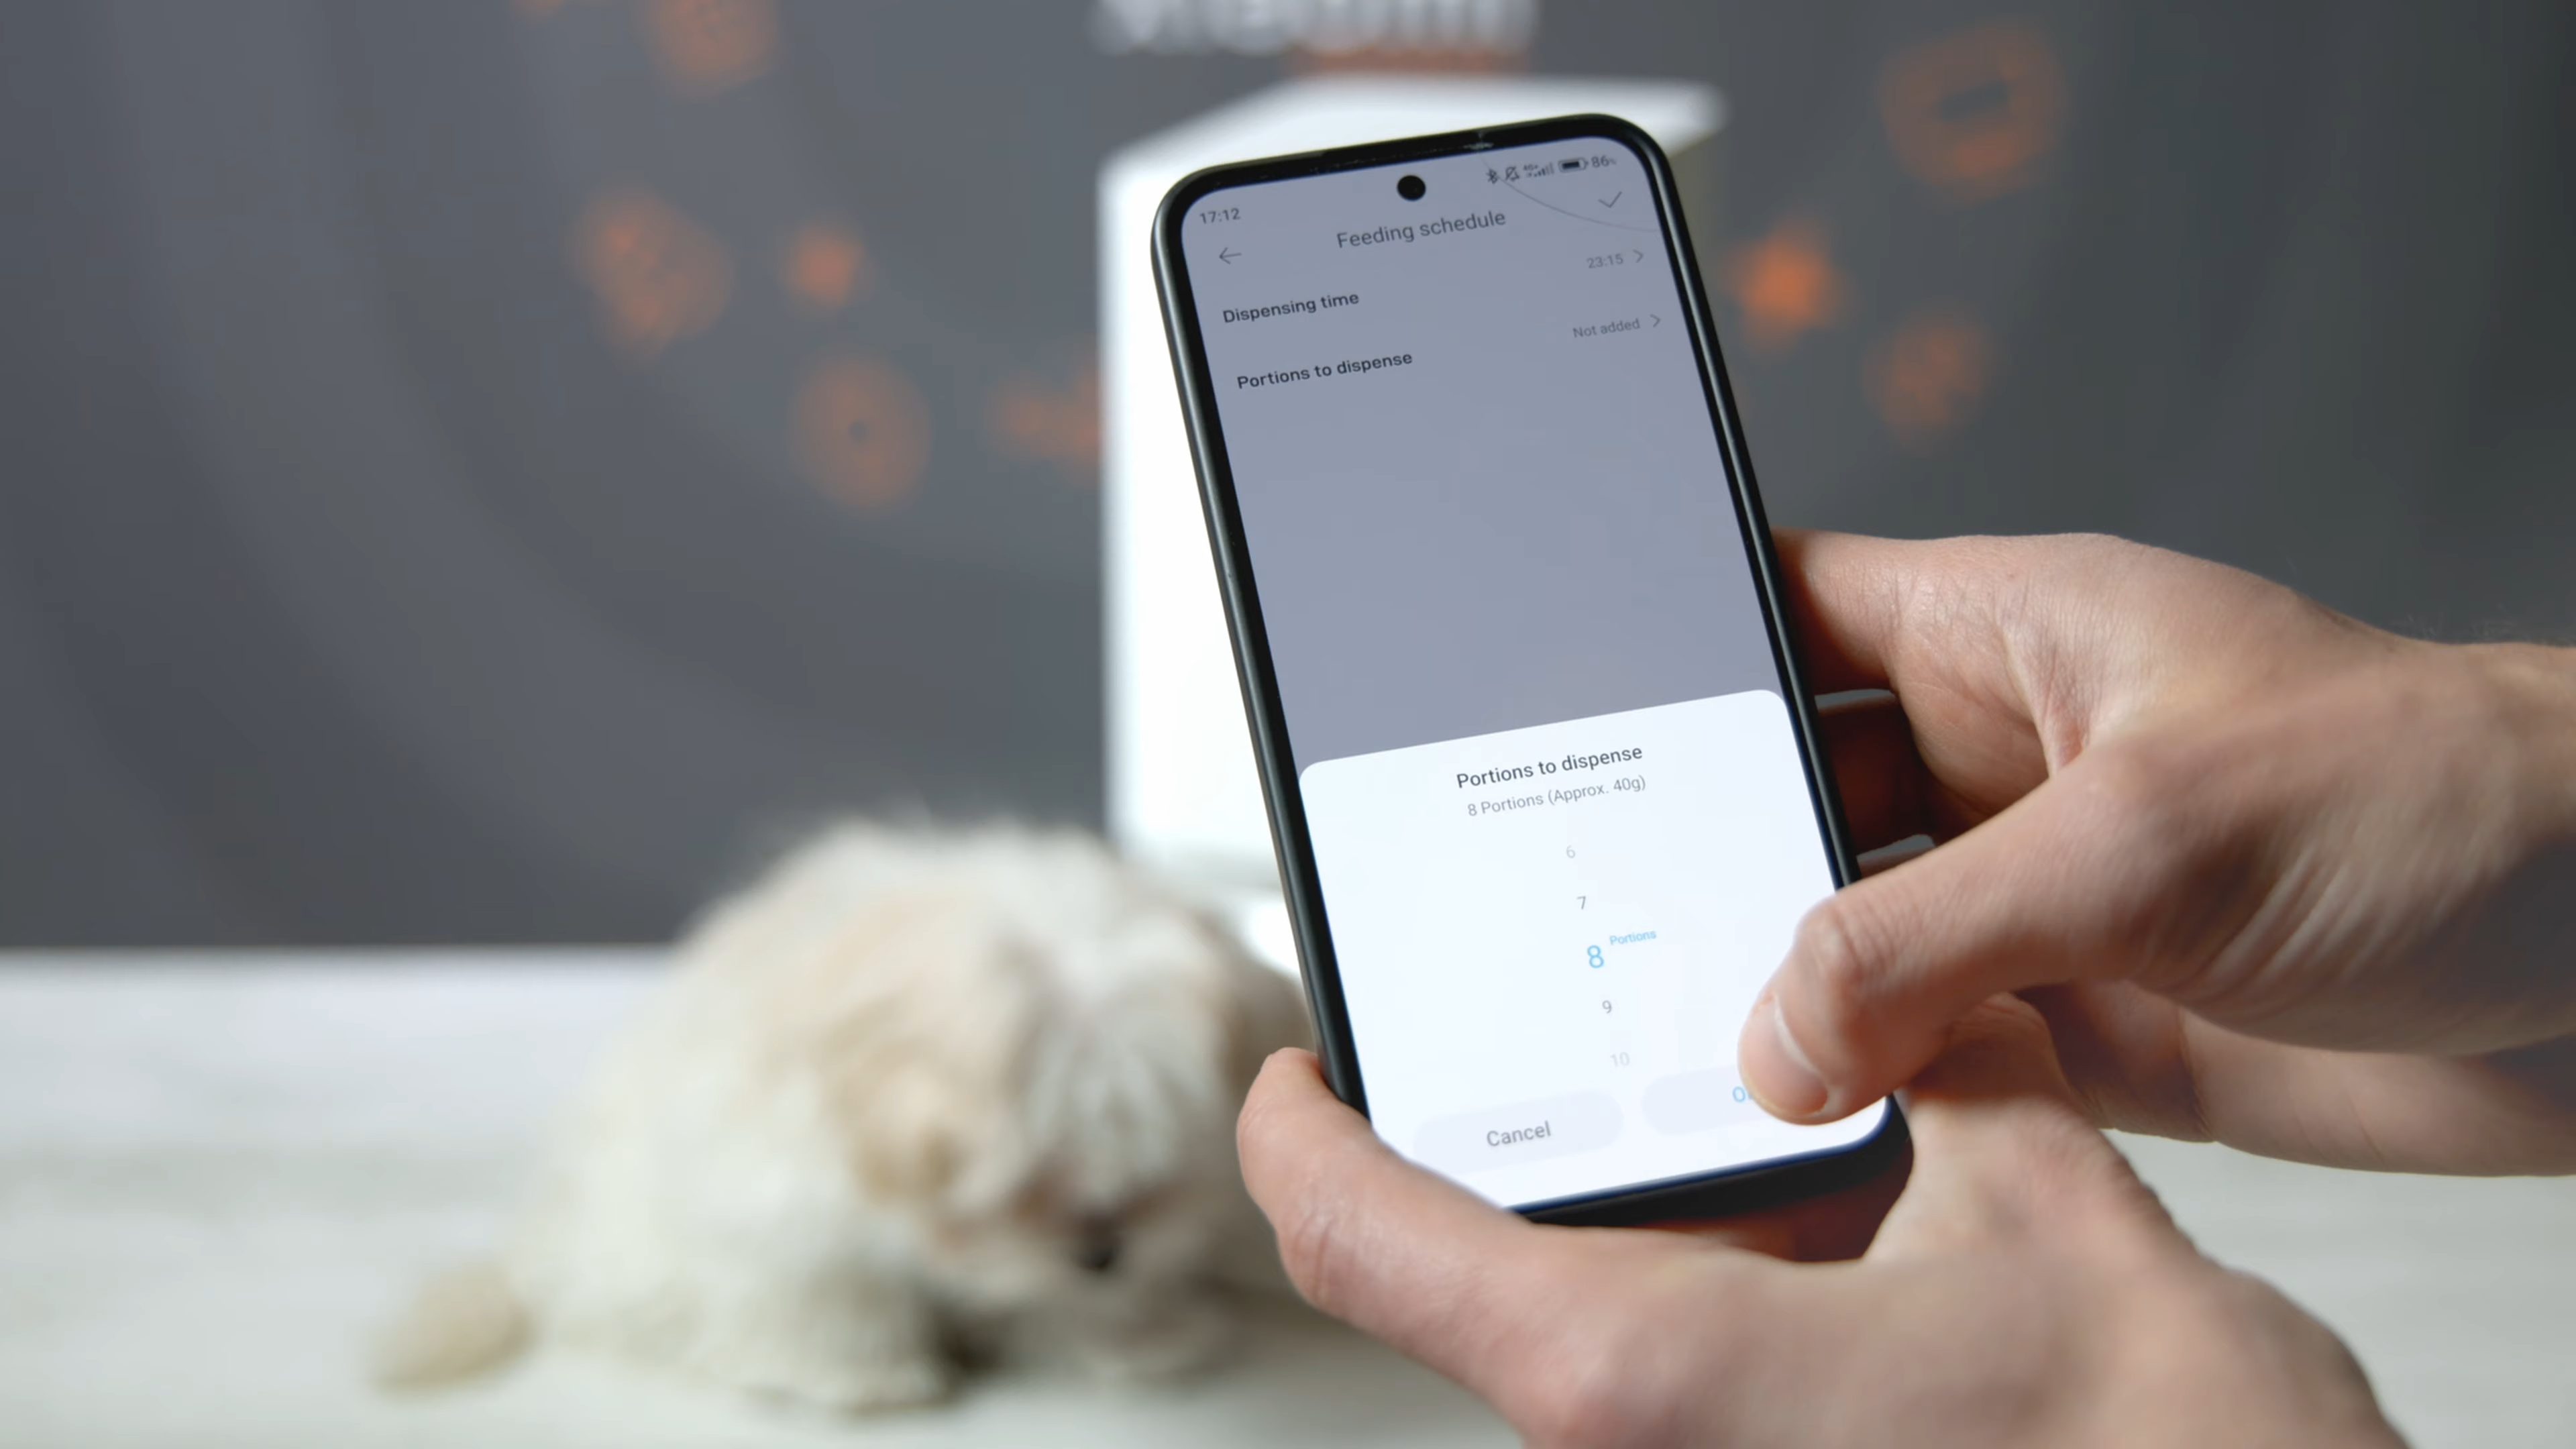 17:12
86%
Feeding schedule
Dispensing time
23:15
Portions to dispense
Not added
Portions to dispense
8 Portions (Approx. 40g)
6
7
8 Portions
9
10
Cancel